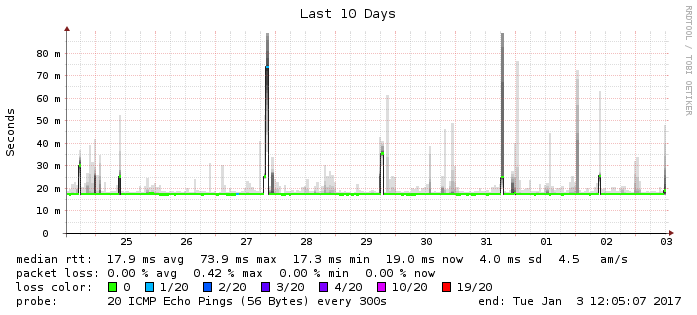 Last 10 Days
RRDTOOL / TOBI OETIKER
Seconds
80 m
70 m
60 m
50 m
40 m
30 m
20 m
10 m
0
25 26 27 28 29 30 31 01 02 03
median rtt: 17.9 ms avg 73.9 ms max 17.3 ms min 19.0 ms now 4.0 ms sd 4.5 am/s
packet loss: 0.00 % avg 0.42 % max 0.00 % min 0.00 % now
loss color: 0 1/20 2/20 3/20 4/20 10/20 19/20
probe: 20 ICMP Echo Pings (56 Bytes) every 300s end: Tue Jan 3 12:05:07 2017